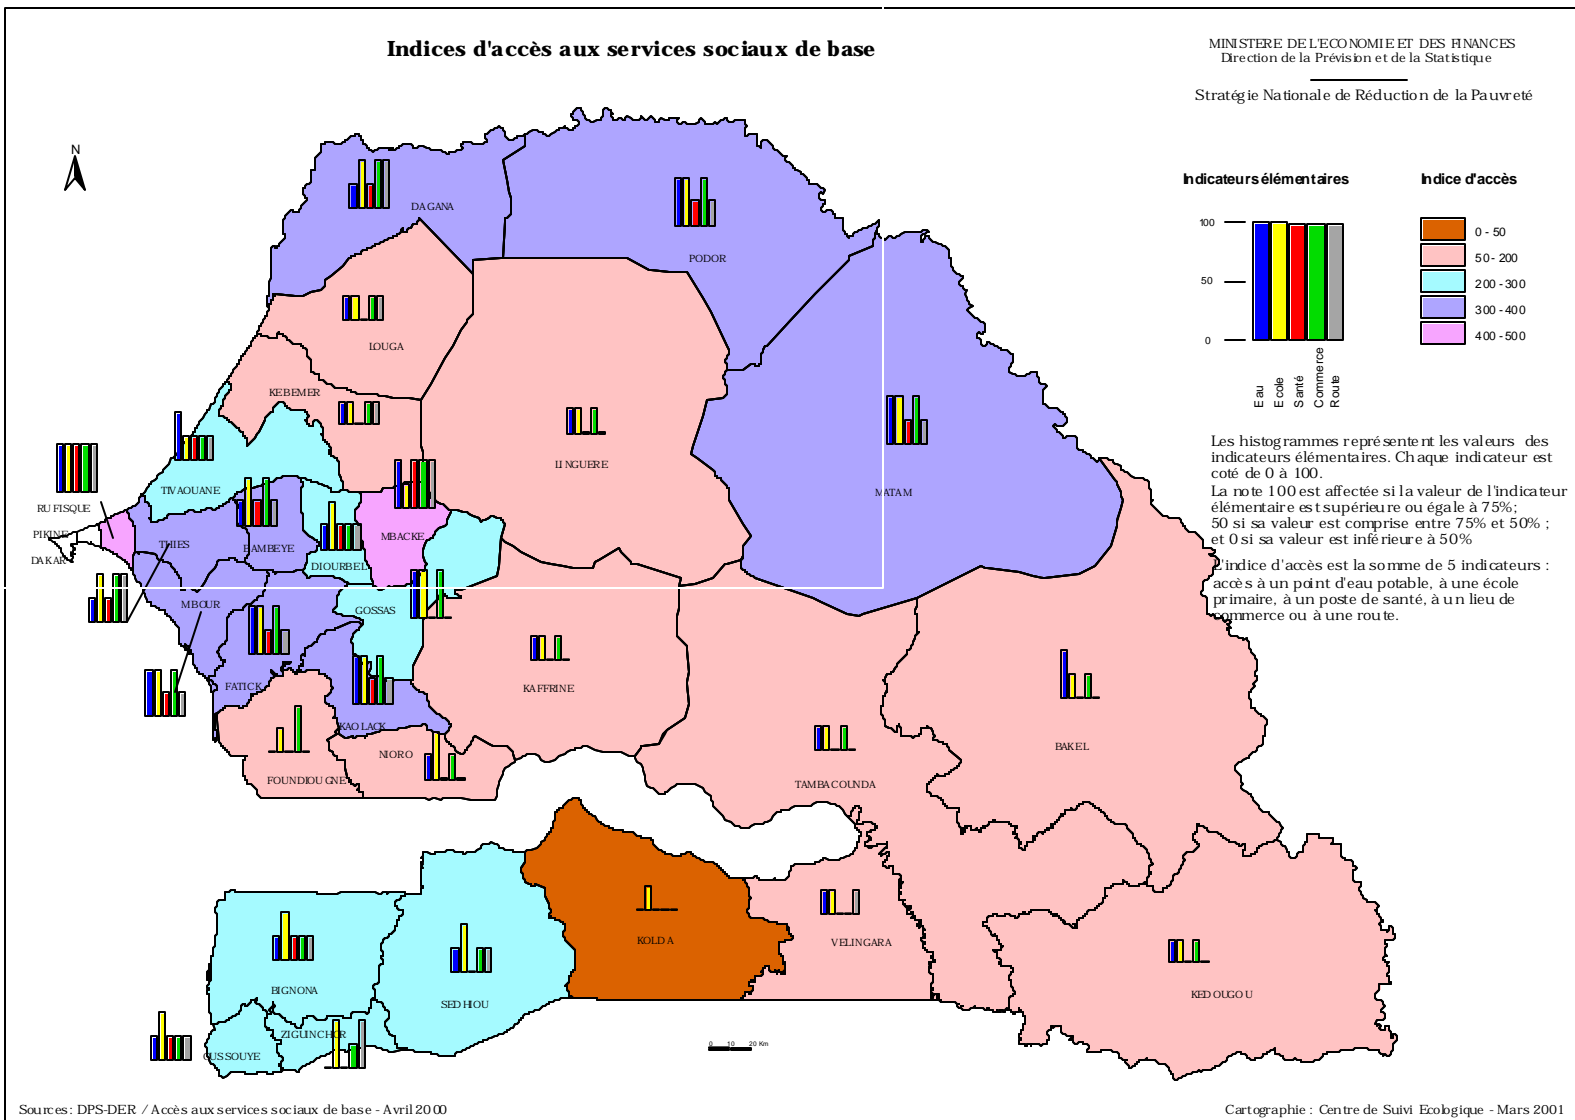 Indices d'accès aux services sociaux de base
MINISTERE DE L'ECONOMIE ET DES FINANCES
Direction de la Prévision et de la Statistique
Stratégie Nationale de Réduction de la Pauvreté
N
Indicateurs élémentaires
100
50
0
Eau
Ecole
Santé
Commerce
Route
Indice d'accès
0 - 50
50 - 200
200 - 300
300 - 400
400 - 500
Les histogrammes représentent les valeurs des
indicateurs élémentaires. Chaque indicateur est
coté de 0 à 100.
La note 100 est affectée si la valeur de l'indicateur
élémentaire est supérieure ou égale à 75%;
50 si sa valeur est comprise entre 75% et 50% ;
et 0 si sa valeur est inférieure à 50%
L'indice d'accès est la somme de 5 indicateurs :
accès à un point d'eau potable, à une école
primaire, à un poste de santé, à un lieu de
commerce ou à une route.
DAGANA
PODOR
LOUGA
KEBEMER
LINGUERE
MATAM
TIVAOUANE
RUFISQUE
PIKINE
DAKAR
THIES
BAMBEYE
DIOURBEL
MBACKE
MBOUR
GOSSAS
FATICK
KAOLACK
KAFFRINE
NIORO
FOUNDIOUGNE
TAMBACOUNDA
BAKEL
KOLDA
VELINGARA
KEDOUGOU
BIGNONA
SEDHIOU
ZIGUINCHOR
OUSSOUYE
0 10 20 Km
Sources: DPS-DER / Accès aux services sociaux de base - Avril 2000
Cartographie : Centre de Suivi Ecologique - Mars 2001